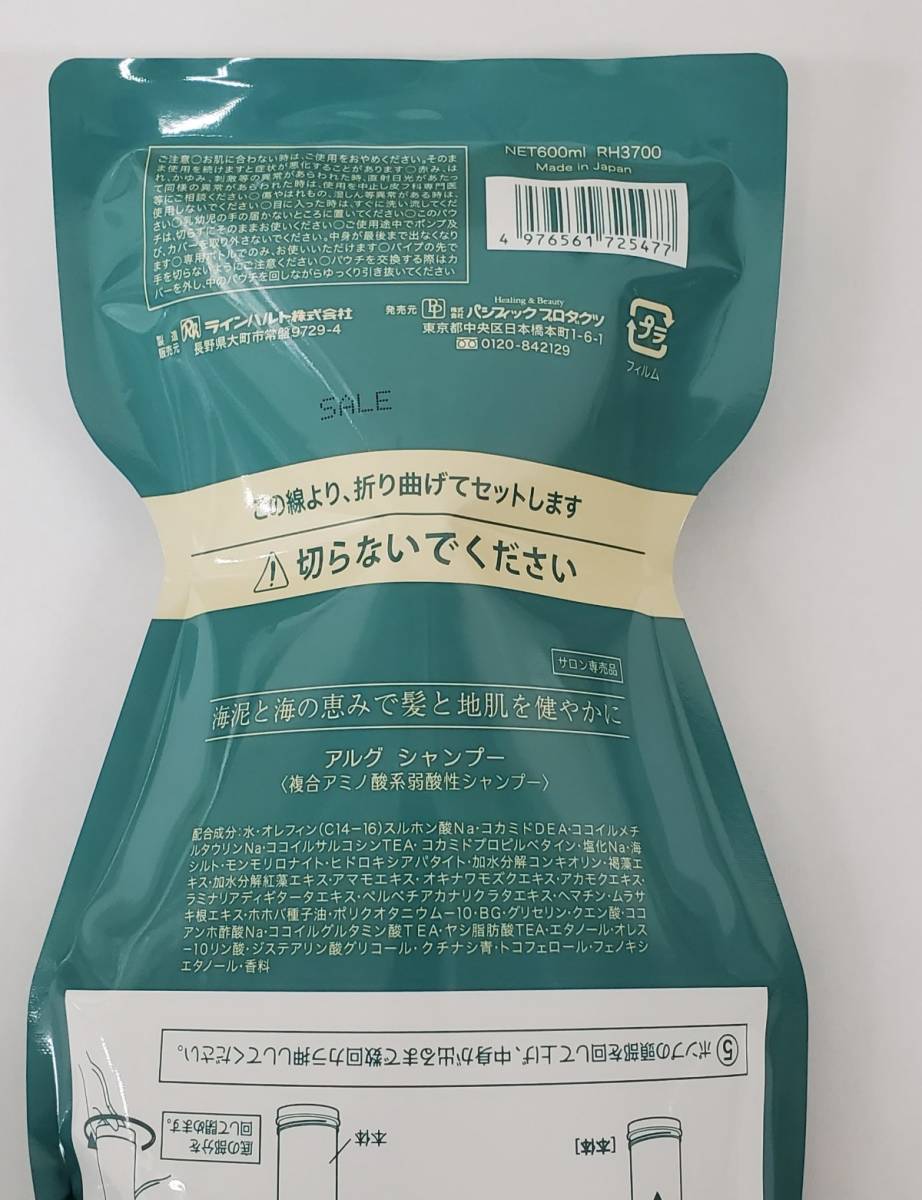 ご注意○お肌に合わない時は、ご使用をおやめください。そのま
ま使用を続けますと症状が悪化することがあります○赤み、は
れ、かゆみ、刺激等の異常があらわれた時、直射日光があたっ
て同様の異常があらわれた時は、使用を中止し皮フ科専門医
等にご相談ください○傷やはれもの、湿しん等異常がある時は、
使用しないでください○目に入った時は、すぐに洗い流してくだ
さい○乳幼児の手の届かないところに置いてください○このパウ
チは、切らずにそのままお使いください○ご使用途中でポンプ及
び、カバーを取り外さないでください。中身が最後まで出なくなり
ます○専用ボトルでのみ、お使いいただけます○パイプの先で
手を切らないようにご注意ください○パウチを交換する際はカ
バーを外し、中のパウチを回しながらゆっくり引き抜いてください
NET600ml RH3700
Made in Japan
4 976561 725477
製造
販売元 ラインハルト株式会社
長野県大町市常盤9729-4
Healing & Beauty
発売元 株式会社 パシフィックプロダクツ
東京都中央区日本橋本町1-6-1
0120-842129
プラ
フィルム
SALE
この線より、折り曲げてセットします
切らないでください
サロン専売品
海泥と海の恵みで髪と地肌を健やかに
アルグ シャンプー
〈複合アミノ酸系弱酸性シャンプー〉
配合成分:水・オレフィン(C14-16)スルホン酸Na・コカミドDEA・ココイルメチ
ルタウリンNa・ココイルサルコシンTEA・コカミドプロピルベタイン・塩化Na・海
シルト・モンモリロナイト・ヒドロキシアパタイト・加水分解コンキオリン・褐藻エ
キス・加水分解紅藻エキス・アマモエキス・オキナワモズクエキス・アカモクエキス・
ラミナリアディギタータエキス・ペルベチアカナリクラタエキス・ヘマチン・ムラサ
キ根エキス・ホホバ種子油・ポリクオタニウム-10・BG・グリセリン・クエン酸・ココ
アンホ酢酸Na・ココイルグルタミン酸TEA・ヤシ脂肪酸TEA・エタノール・オレス
-10リン酸・ジステアリン酸グリコール・クチナシ青・トコフェロール・フェノキシ
エタノール・香料
⑤ポンプの頭部を回して上げ、中身が出るまで数回カラ押ししてください。
底の部分を
回して閉めます。
本体
[本体]